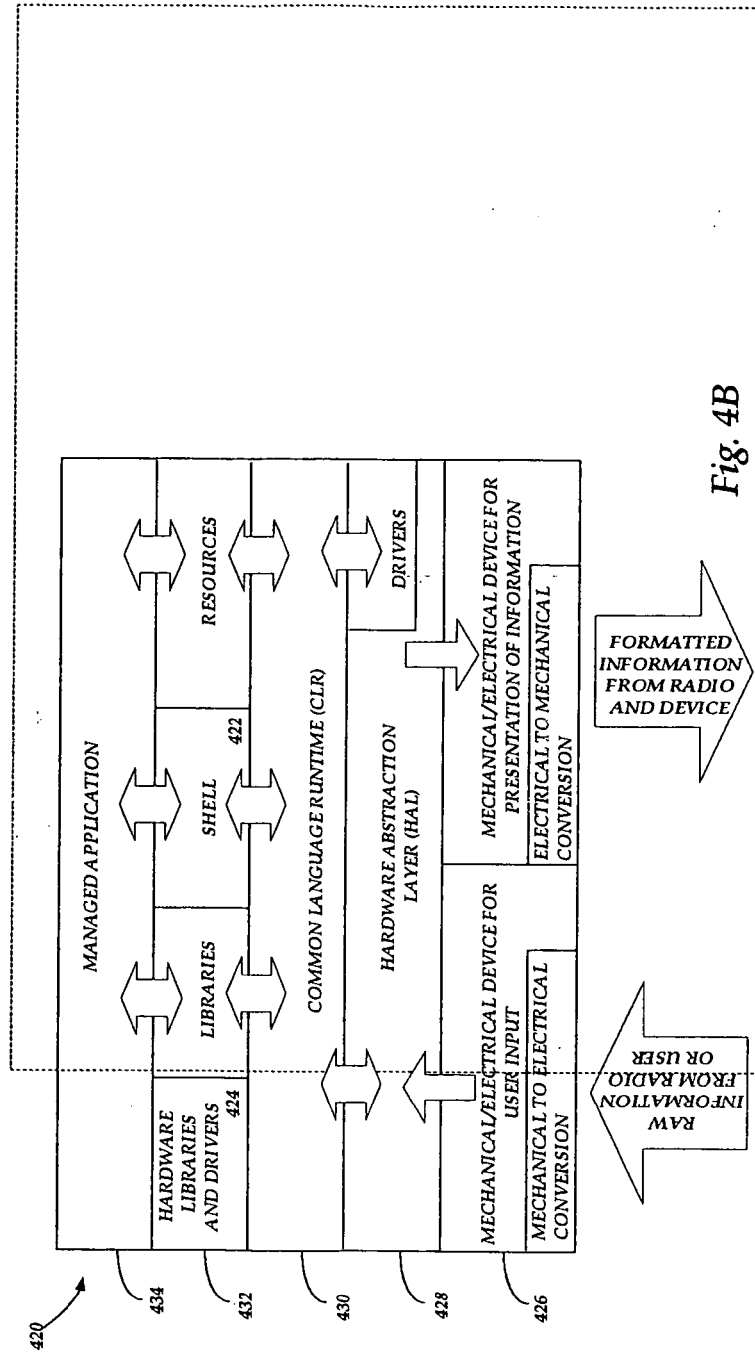 420
434
MANAGED APPLICATION
432
HARDWARE
LIBRARIES
AND DRIVERS
424
LIBRARIES
SHELL
422
RESOURCES
430
COMMON LANGUAGE RUNTIME (CLR)
428
HARDWARE ABSTRACTION
LAYER (HAL)
DRIVERS
426
MECHANICAL/ELECTRICAL DEVICE FOR
USER INPUT
MECHANICAL TO ELECTRICAL
CONVERSION
MECHANICAL/ELECTRICAL DEVICE FOR
PRESENTATION OF INFORMATION
ELECTRICAL TO MECHANICAL
CONVERSION
RAW
INFORMATION
FROM RADIO
OR USER
FORMATTED
INFORMATION
FROM RADIO
AND DEVICE
Fig. 4B